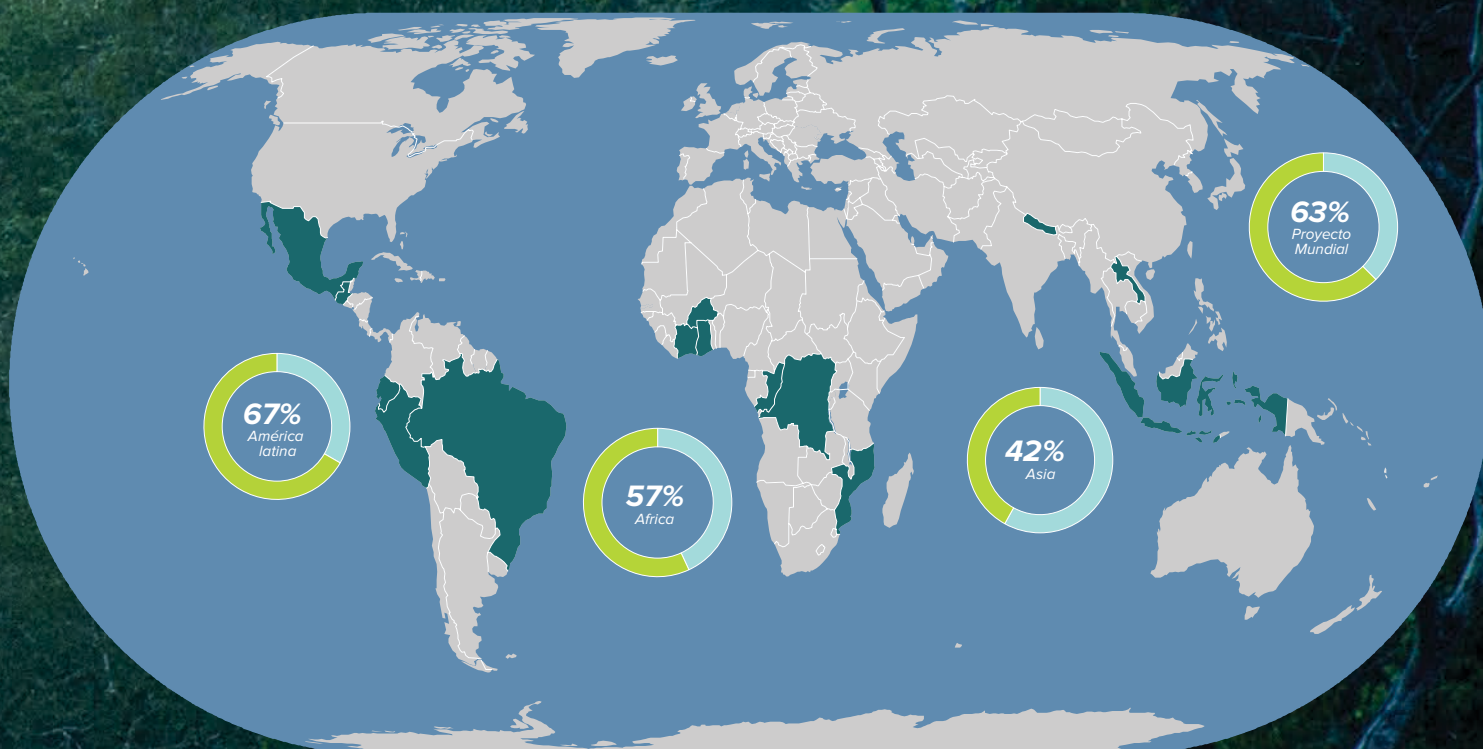 67%
América
latina
57%
Africa
42%
Asia
63%
Proyecto
Mundial